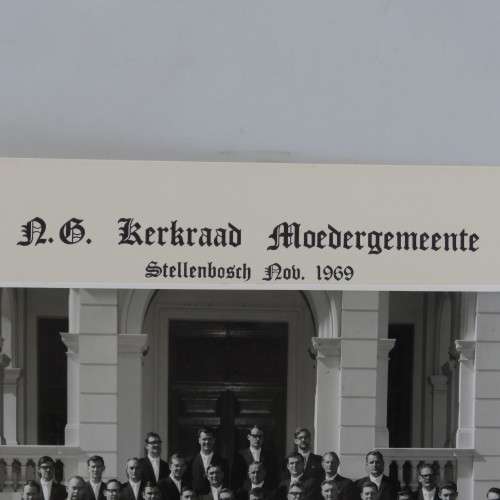 N. G. Kerkraad Moedergemeente
Stellenbosch Nov. 1969